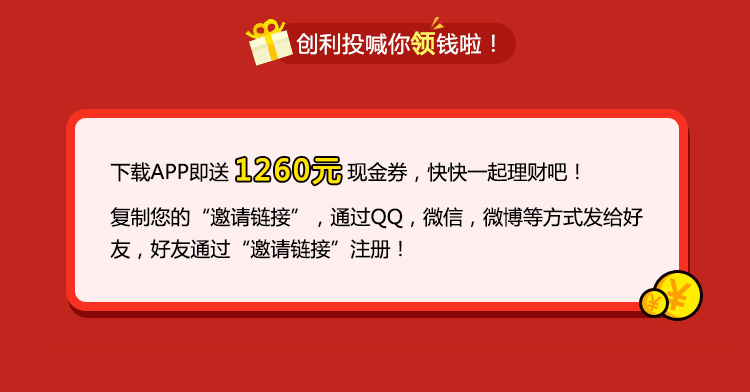 创利投喊你领钱啦！
下载APP即送 1260元 现金券，快快一起理财吧！
复制您的“邀请链接”，通过QQ，微信，微博等方式发给好
友，好友通过“邀请链接”注册！